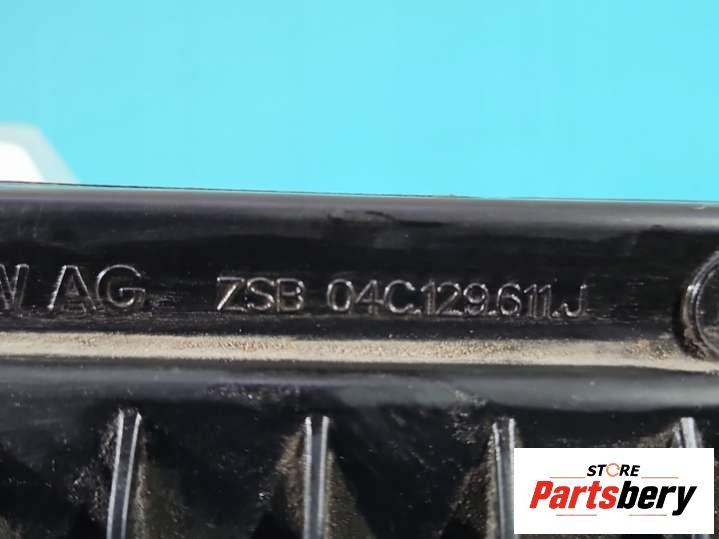 W AG ZSB 04C.129.611.J
STORE
Partsbery